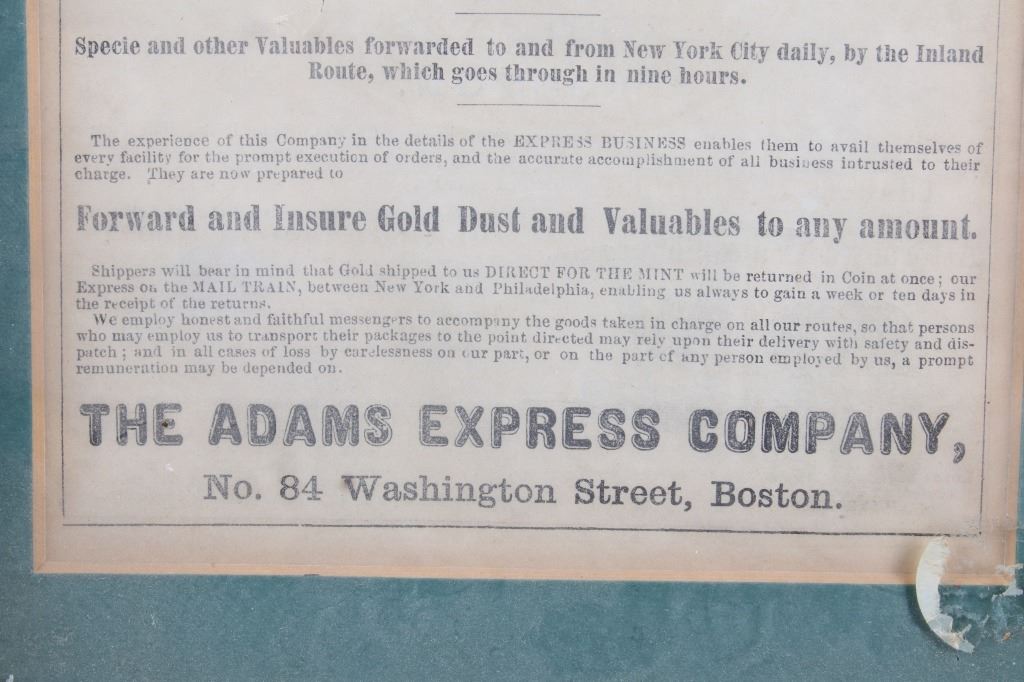 Specie and other Valuables forwarded to and from New York City daily, by the Inland
Route, which goes through in nine hours.
The experience of this Company in the details of the EXPRESS BUSINESS enables them to avail themselves of
every facility for the prompt execution of orders, and the accurate accomplishment of all business intrusted to their
charge. They are now prepared to
Forward and Insure Gold Dust and Valuables to any amount.
Shippers will bear in mind that Gold shipped to us DIRECT FOR THE MINT will be returned in Coin at once; our
Express on the MAIL TRAIN, between New York and Philadelphia, enabling us always to gain a week or ten days in
the receipt of the returns.
We employ honest and faithful messengers to accompany the goods taken in charge on all our routes, so that persons
who may employ us to transport their packages to the point directed may rely upon their delivery with safety and dis-
patch; and in all cases of loss by carelessness on our part, or on the part of any person employed by us, a prompt
remuneration may be depended on.
THE ADAMS EXPRESS COMPANY,
No. 84 Washington Street, Boston.